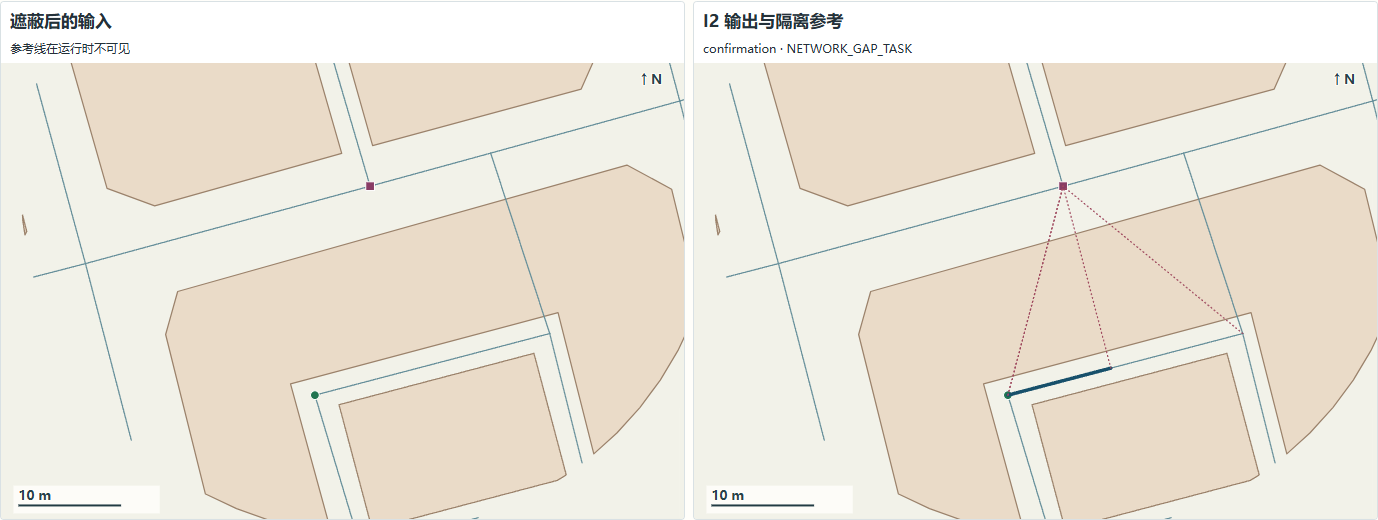 遮蔽后的输入
参考线在运行时不可见
↑ N
10 m
I2 输出与隔离参考
confirmation · NETWORK_GAP_TASK
↑ N
10 m